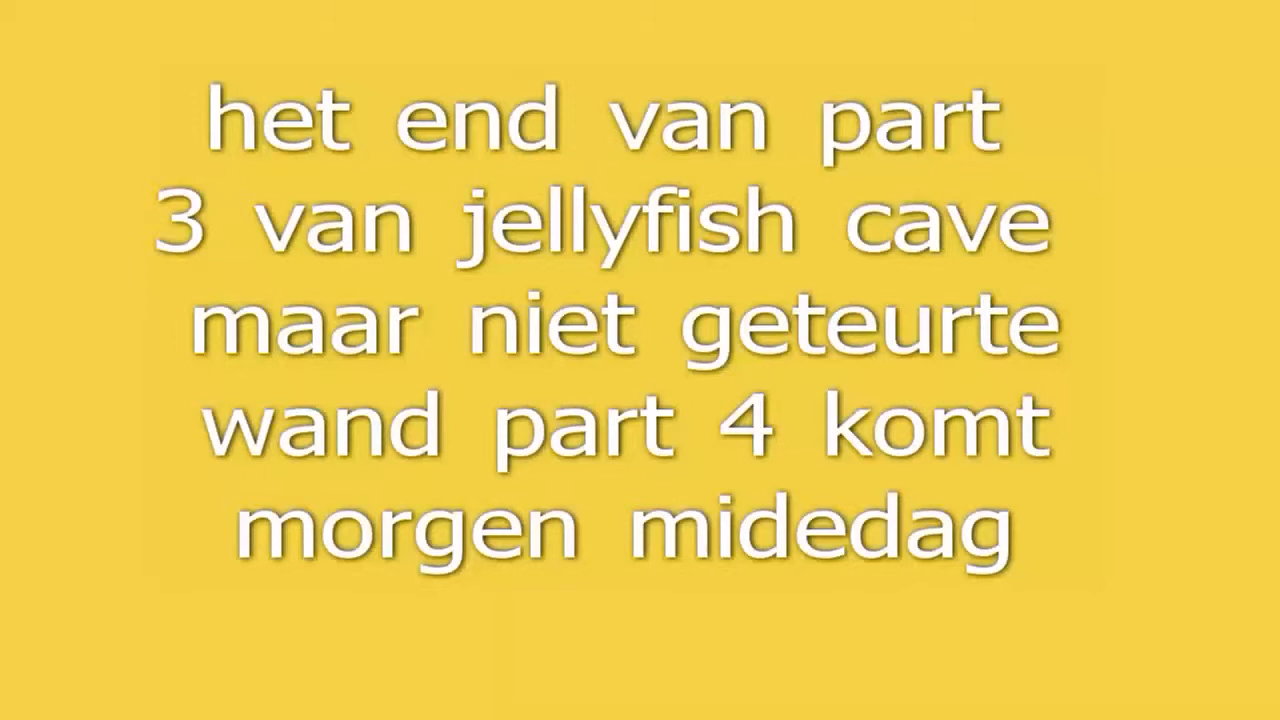 het end van part
3 van jellyfish cave
maar niet geteurte
wand part 4 komt
morgen midedag